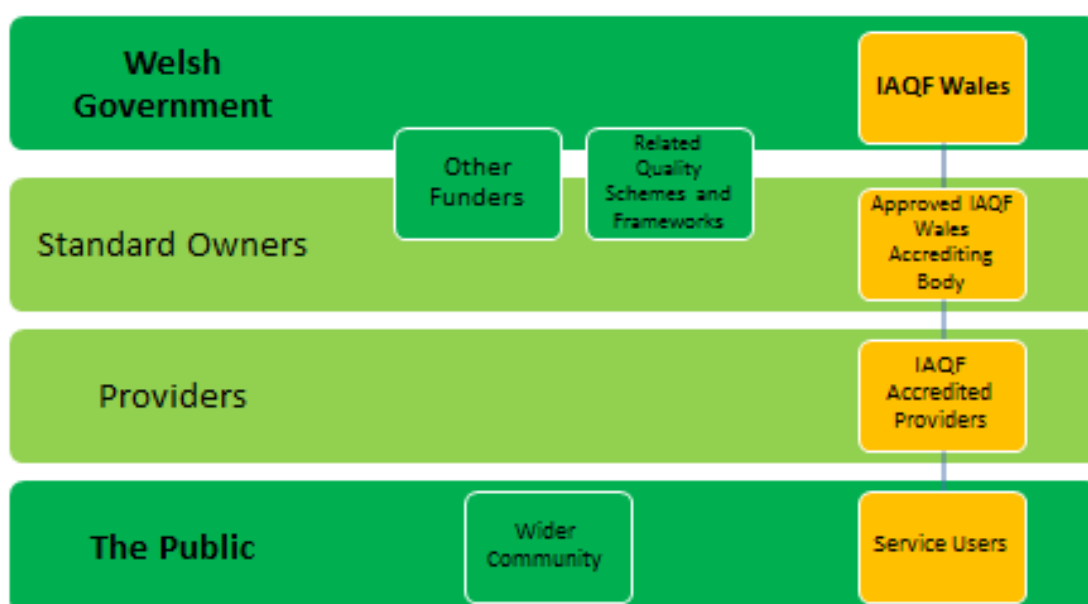 Welsh
Government
IAQF Wales
Other
Funders
Related
Quality
Schemes and
Frameworks
Standard Owners
Approved IAQF
Wales
Accrediting
Body
Providers
IAQF
Accredited
Providers
The Public
Wider
Community
Service Users